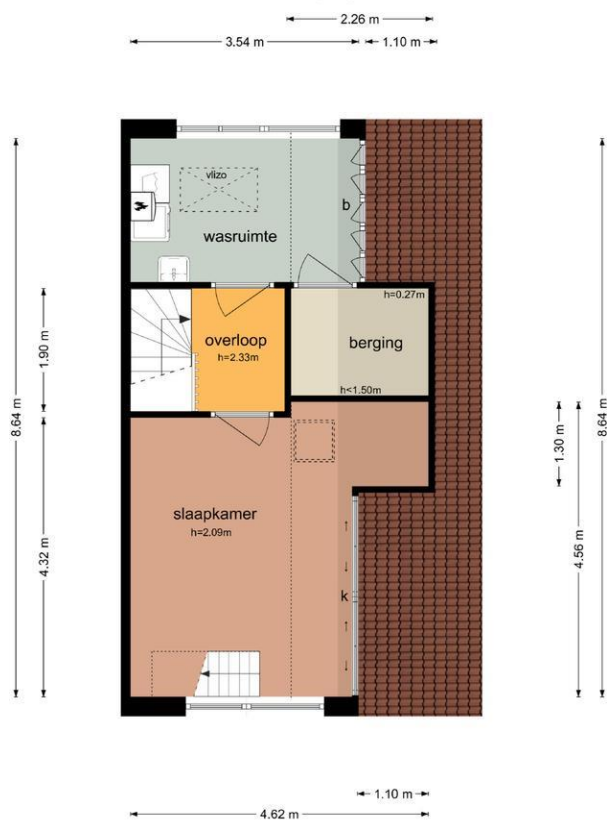 2.26 m
3.54 m
1.10 m
vlizo
b
wasruimte
h=0.27m
overloop
h=2.33m
berging
h<1.50m
1.90 m
8.64 m
8.64 m
1.30 m
slaapkamer
h=2.09m
4.32 m
4.56 m
k
1.10 m
4.62 m